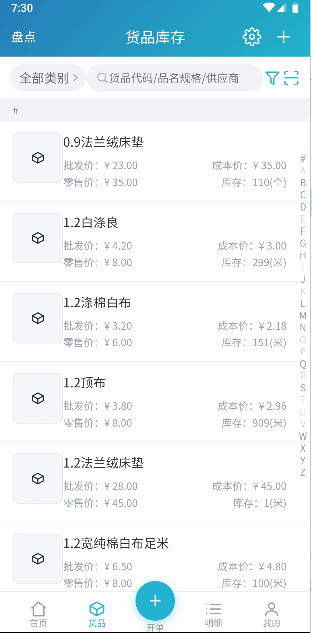 7:30
盘点 货品库存
全部类别 货品代码/品名规格/供应商
#
0.9法兰绒床垫
批发价：￥23.00 成本价：￥35.00
零售价：￥35.00 库存：110(个)
1.2白涤良
批发价：￥4.20 成本价：￥3.00
零售价：￥8.00 库存：299(米)
1.2涤棉白布
批发价：￥3.20 成本价：￥2.18
零售价：￥6.00 库存：151(米)
1.2顶布
批发价：￥3.80 成本价：￥2.96
零售价：￥8.00 库存：909(米)
1.2法兰绒床垫
批发价：￥28.00 成本价：￥45.00
零售价：￥45.00 库存：1(米)
1.2宽纯棉白布足米
批发价：￥6.50 成本价：￥4.80
零售价：￥8.00 库存：100(米)
#
A
B
C
D
E
F
G
H
I
J
K
L
M
N
O
P
Q
R
S
T
U
V
W
X
Y
Z
首页 货品 开单 明细 我的